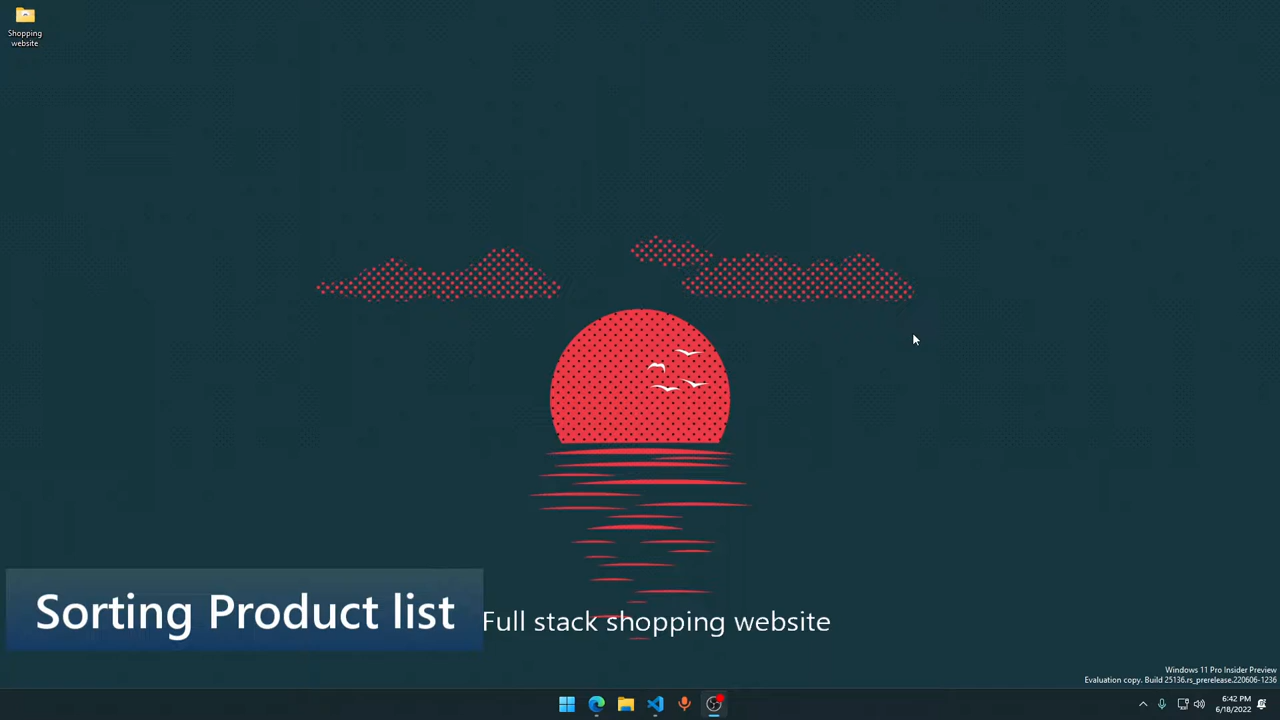 Shopping
website
Sorting Product list
Full stack shopping website
Windows 11 Pro Insider Preview
Evaluation copy. Build 25136.rs_prerelease.220606-1236
6:42 PM
6/18/2022